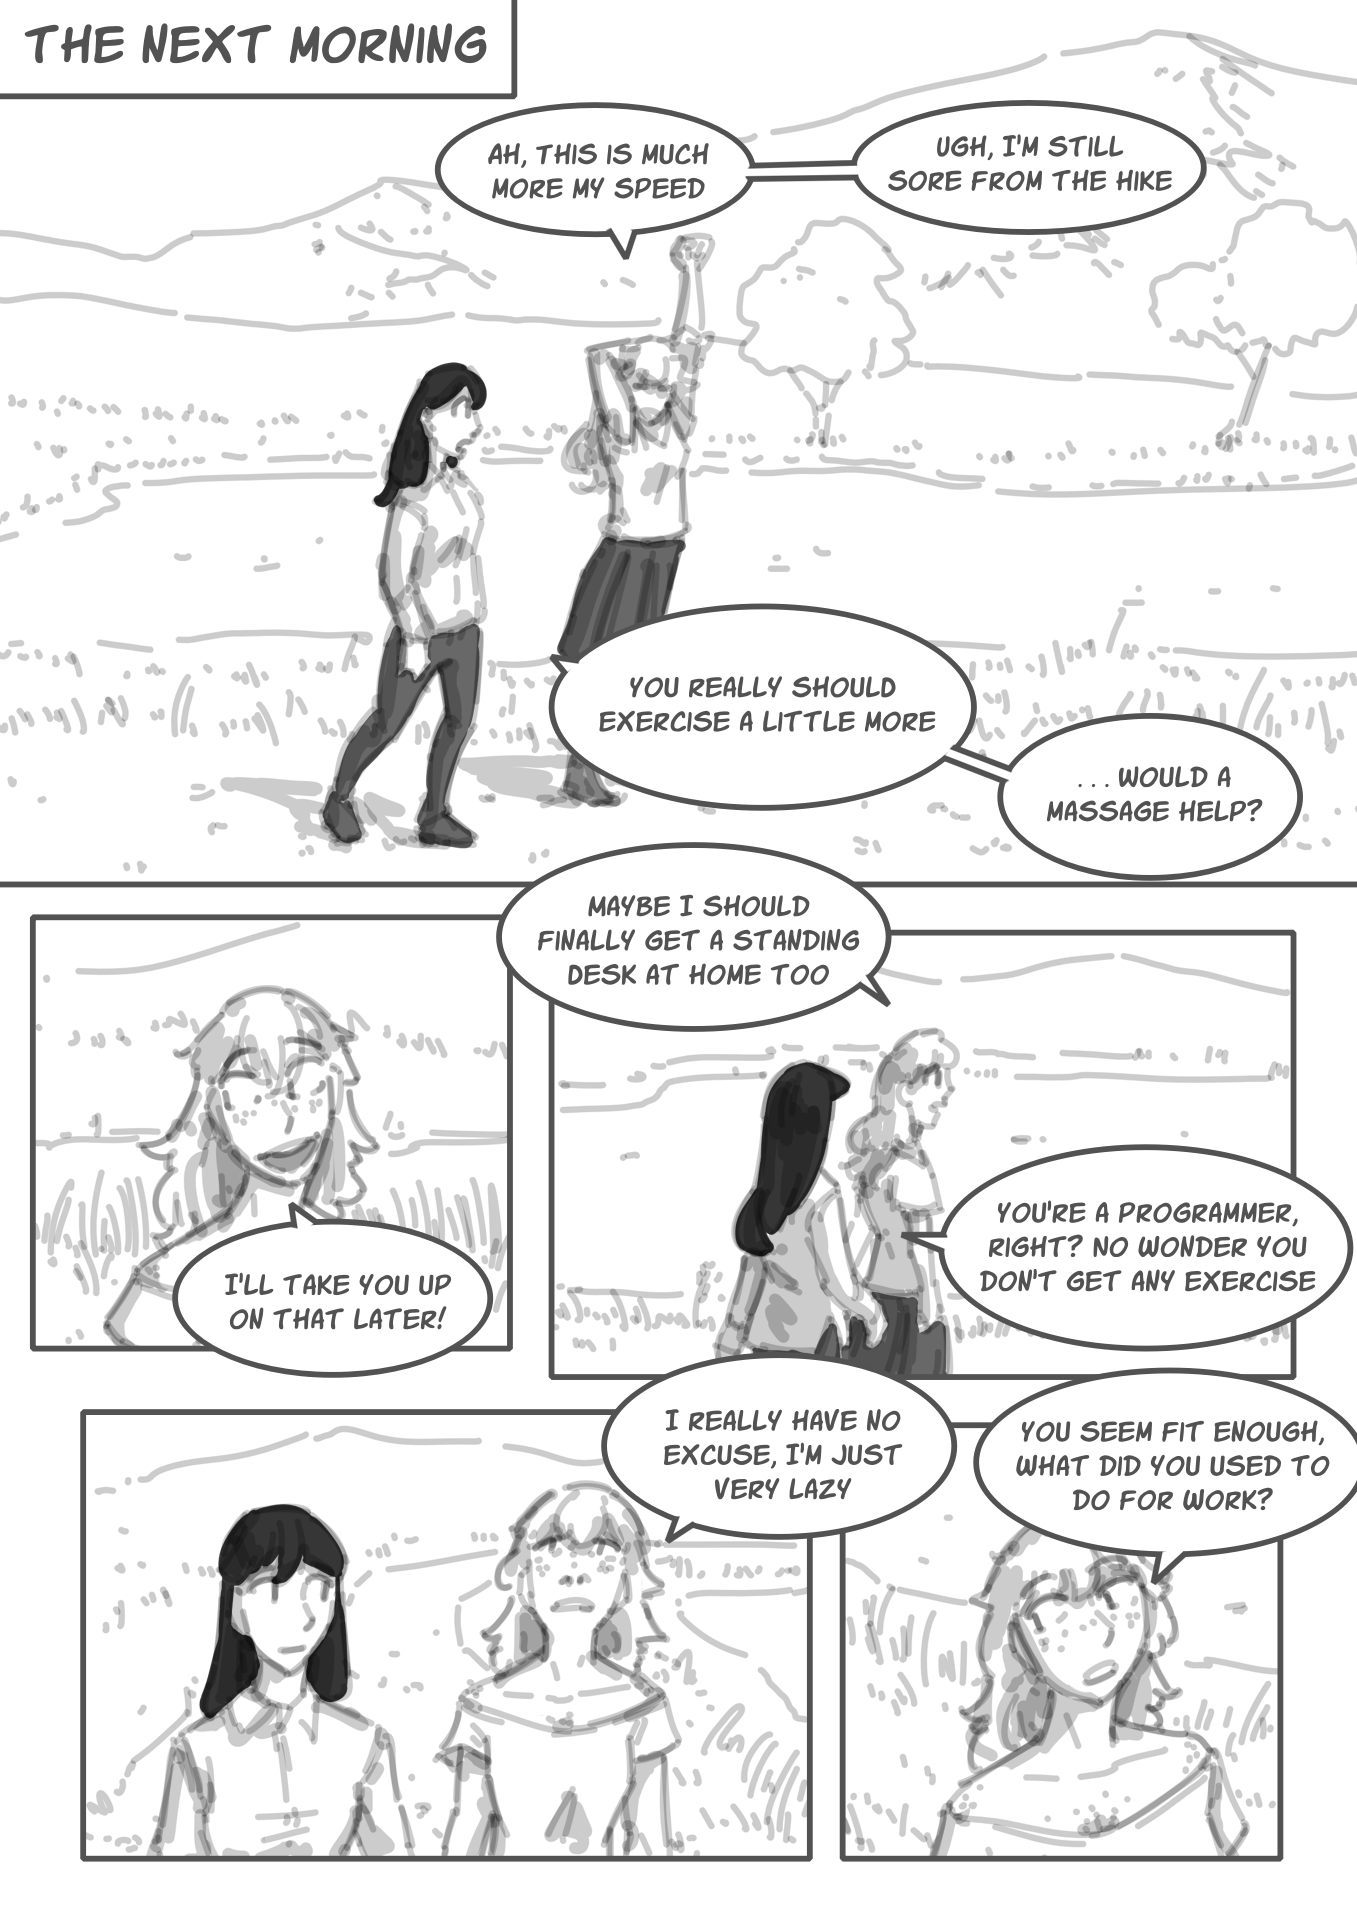 THE NEXT MORNING
AH, THIS IS MUCH
MORE MY SPEED
UGH, I'M STILL
SORE FROM THE HIKE
YOU REALLY SHOULD
EXERCISE A LITTLE MORE
...WOULD A
MASSAGE HELP?
I'LL TAKE YOU UP
ON THAT LATER!
MAYBE I SHOULD
FINALLY GET A STANDING
DESK AT HOME TOO
YOU'RE A PROGRAMMER,
RIGHT? NO WONDER YOU
DON'T GET ANY EXERCISE
I REALLY HAVE NO
EXCUSE, I'M JUST
VERY LAZY
YOU SEEM FIT ENOUGH,
WHAT DID YOU USED TO
DO FOR WORK?